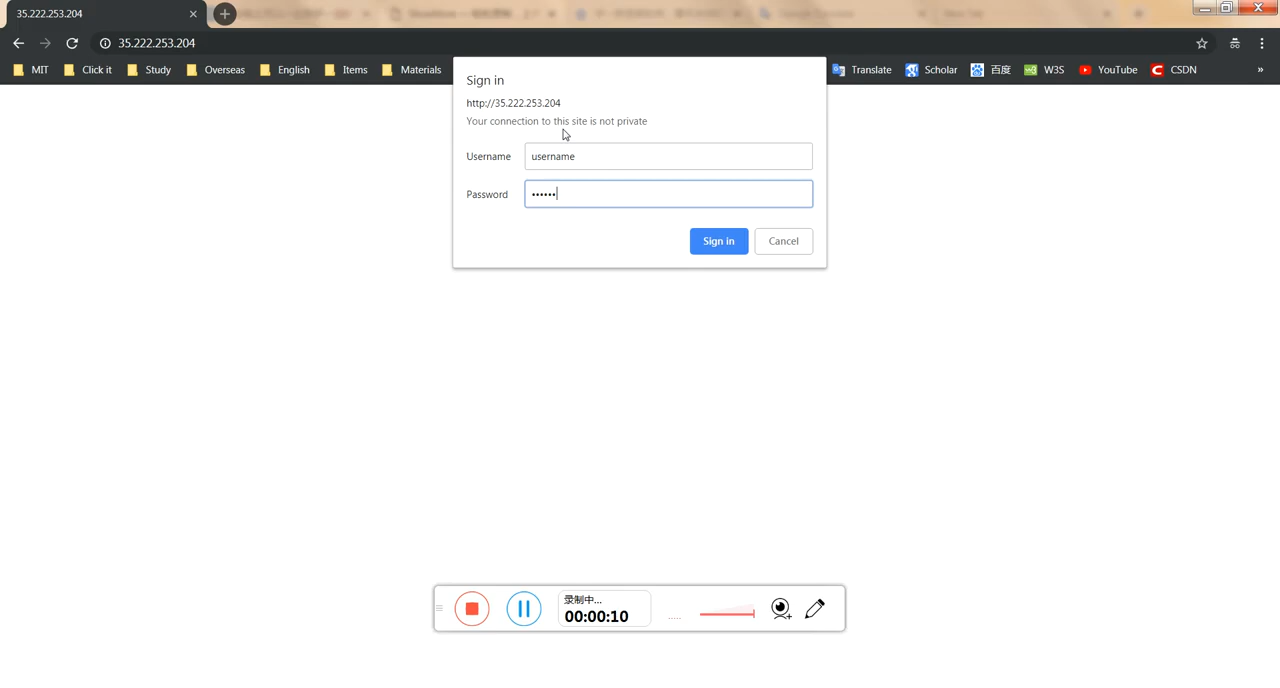 35.222.253.204
35.222.253.204
MIT Click it Study Overseas English Items Materials Translate Scholar 百度 W3S YouTube CSDN »
Sign in
http://35.222.253.204
Your connection to this site is not private
Username username
Password ••••••
Sign in Cancel
录制中...
00:00:10